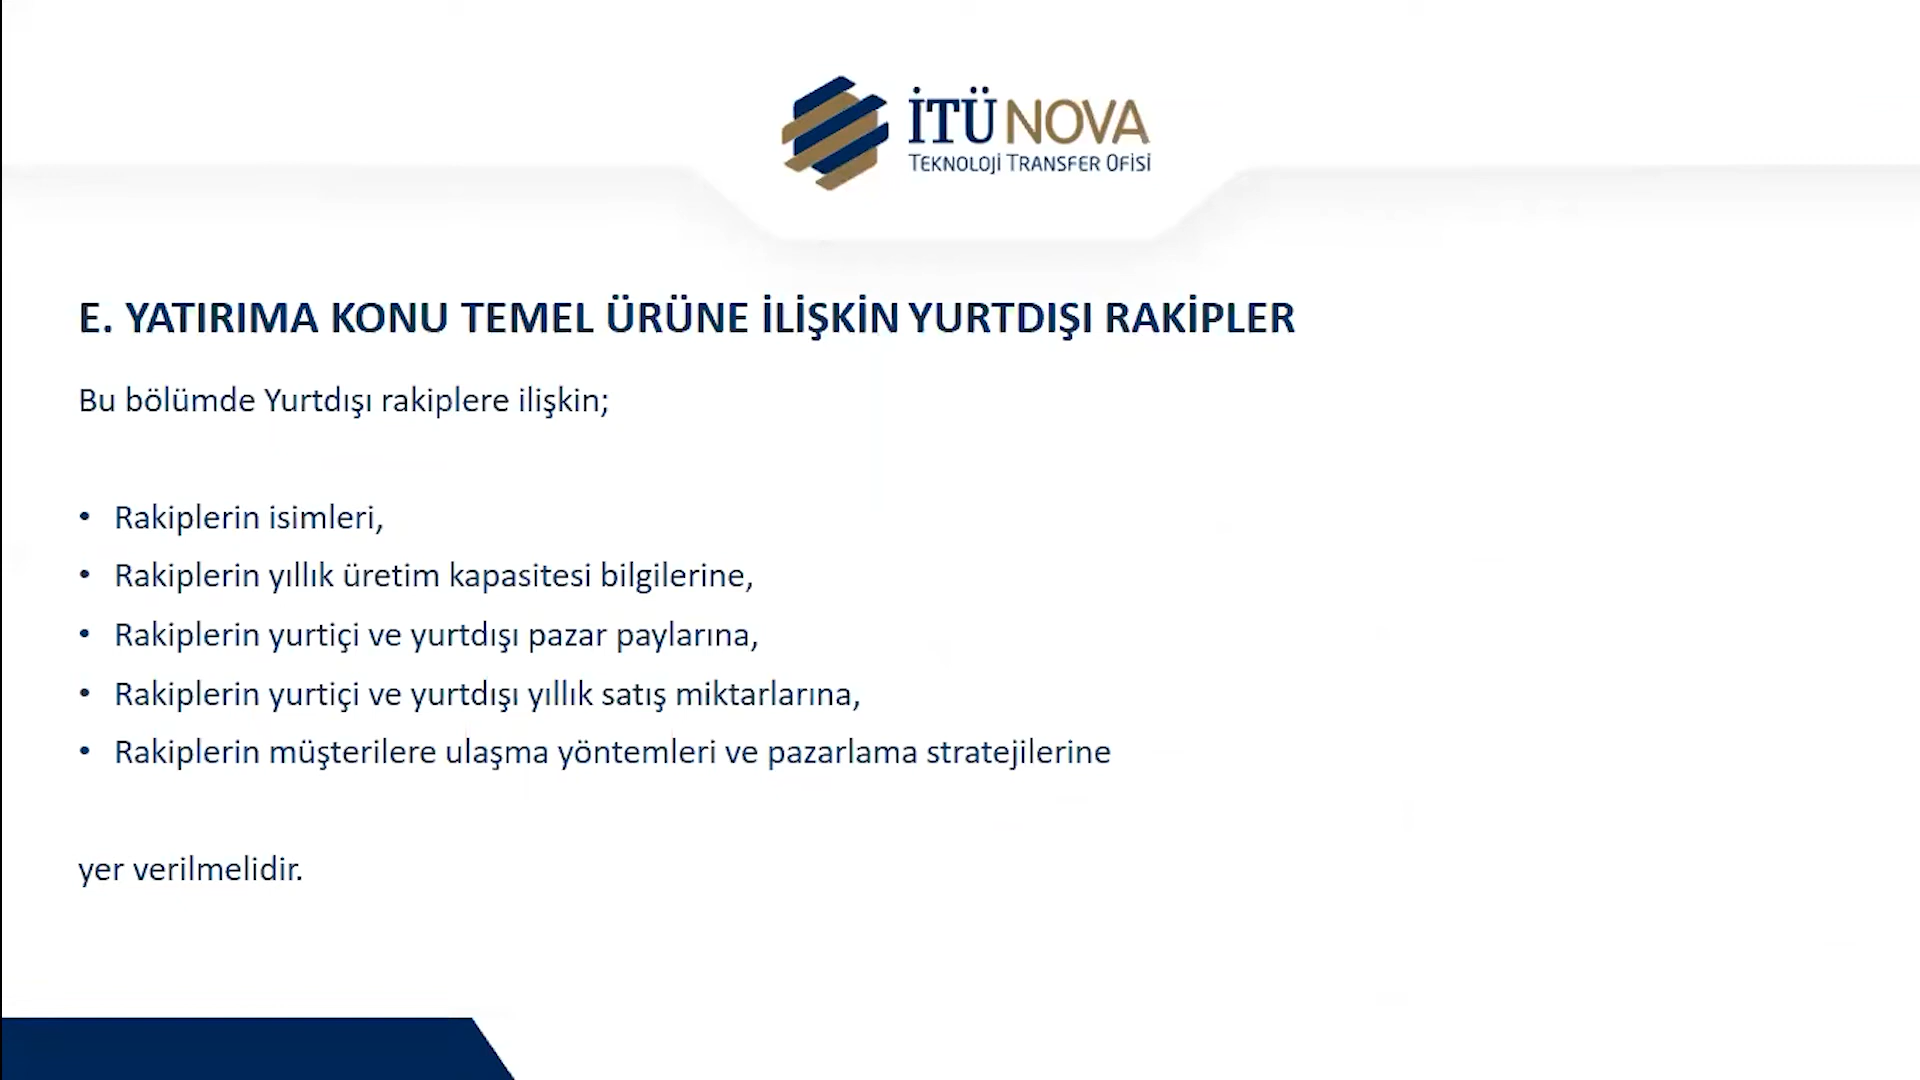 İTÜ NOVA
TEKNOLOJİ TRANSFER OFİSİ
E. YATIRIMA KONU TEMEL ÜRÜNE İLİŞKİN YURTDIŞI RAKİPLER
Bu bölümde Yurtdışı rakiplere ilişkin;
• Rakiplerin isimleri,
• Rakiplerin yıllık üretim kapasitesi bilgilerine,
• Rakiplerin yurtiçi ve yurtdışı pazar paylarına,
• Rakiplerin yurtiçi ve yurtdışı yıllık satış miktarlarına,
• Rakiplerin müşterilere ulaşma yöntemleri ve pazarlama stratejilerine
yer verilmelidir.